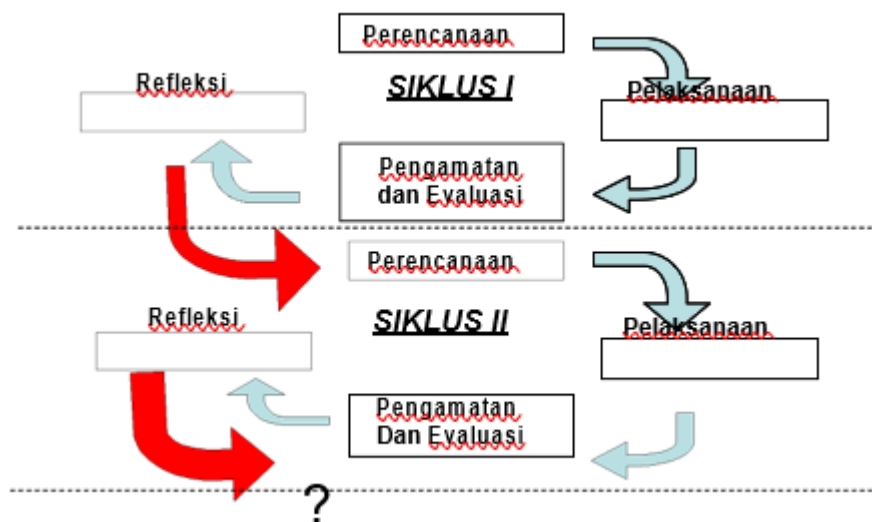 Perencanaan
Refleksi
SIKLUS I
Pelaksanaan
Pengamatan
dan Evaluasi
Perencanaan
Refleksi
SIKLUS II
Pelaksanaan
Pengamatan
Dan Evaluasi
?